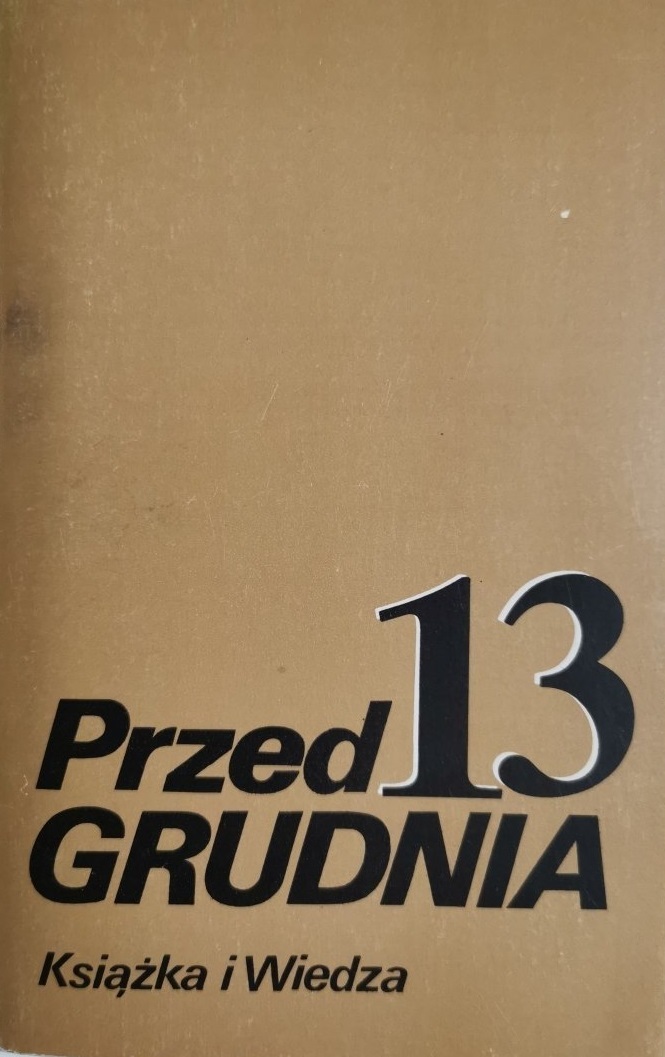 Przed 13
GRUDNIA
Książka i Wiedza